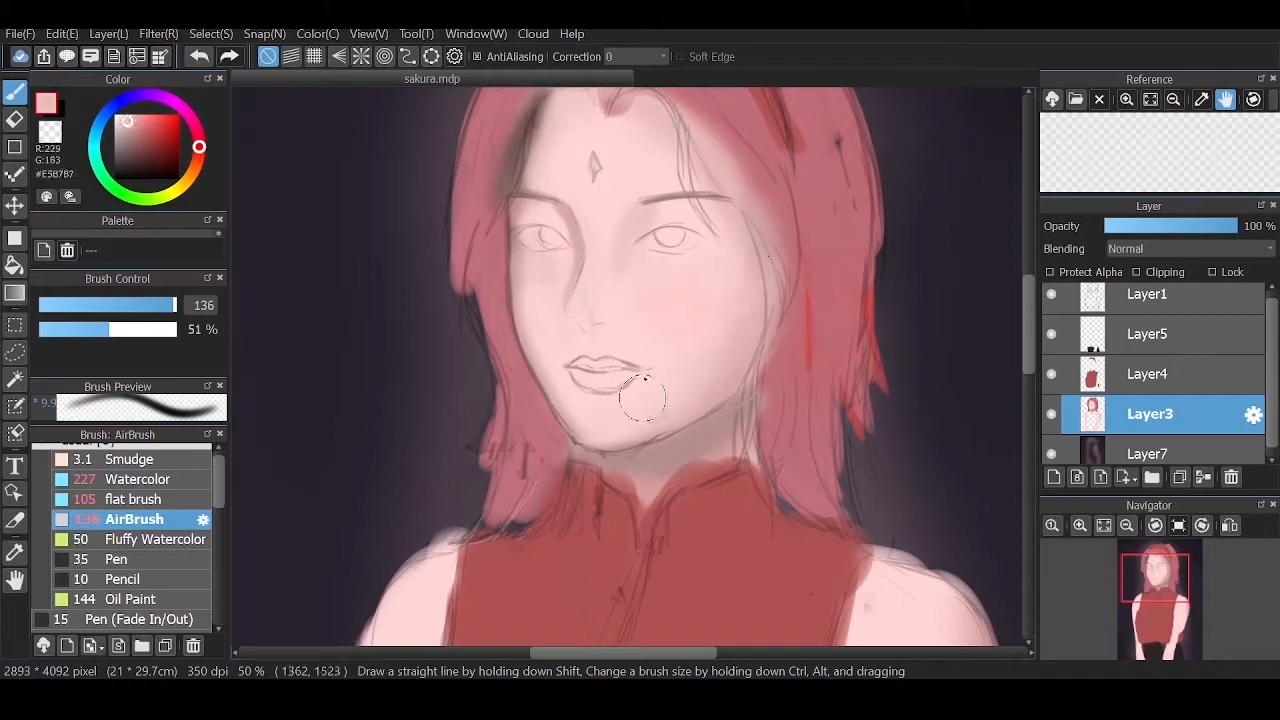 File(F) Edit(E) Layer(L) Filter(R) Select(S) Snap(N) Color(C) View(V) Tool(T) Window(W) Cloud Help
AntiAliasing Correction 0 Soft Edge
Color
sakura.mdp
Reference
R:229
G:183
#E5B7B7
Palette
---
Brush Control
136
51 %
Brush Preview
* 9.9
Brush: AirBrush
3.1 Smudge
227 Watercolor
105 flat brush
136 AirBrush
50 Fluffy Watercolor
35 Pen
10 Pencil
144 Oil Paint
15 Pen (Fade In/Out)
Layer
Opacity 100 %
Blending Normal
Protect Alpha Clipping Lock
Layer1
Layer5
Layer4
Layer3
Layer7
Navigator
2893 * 4092 pixel (21 * 29.7cm) 350 dpi 50 % (1362, 1523) Draw a straight line by holding down Shift, Change a brush size by holding down Ctrl, Alt, and dragging